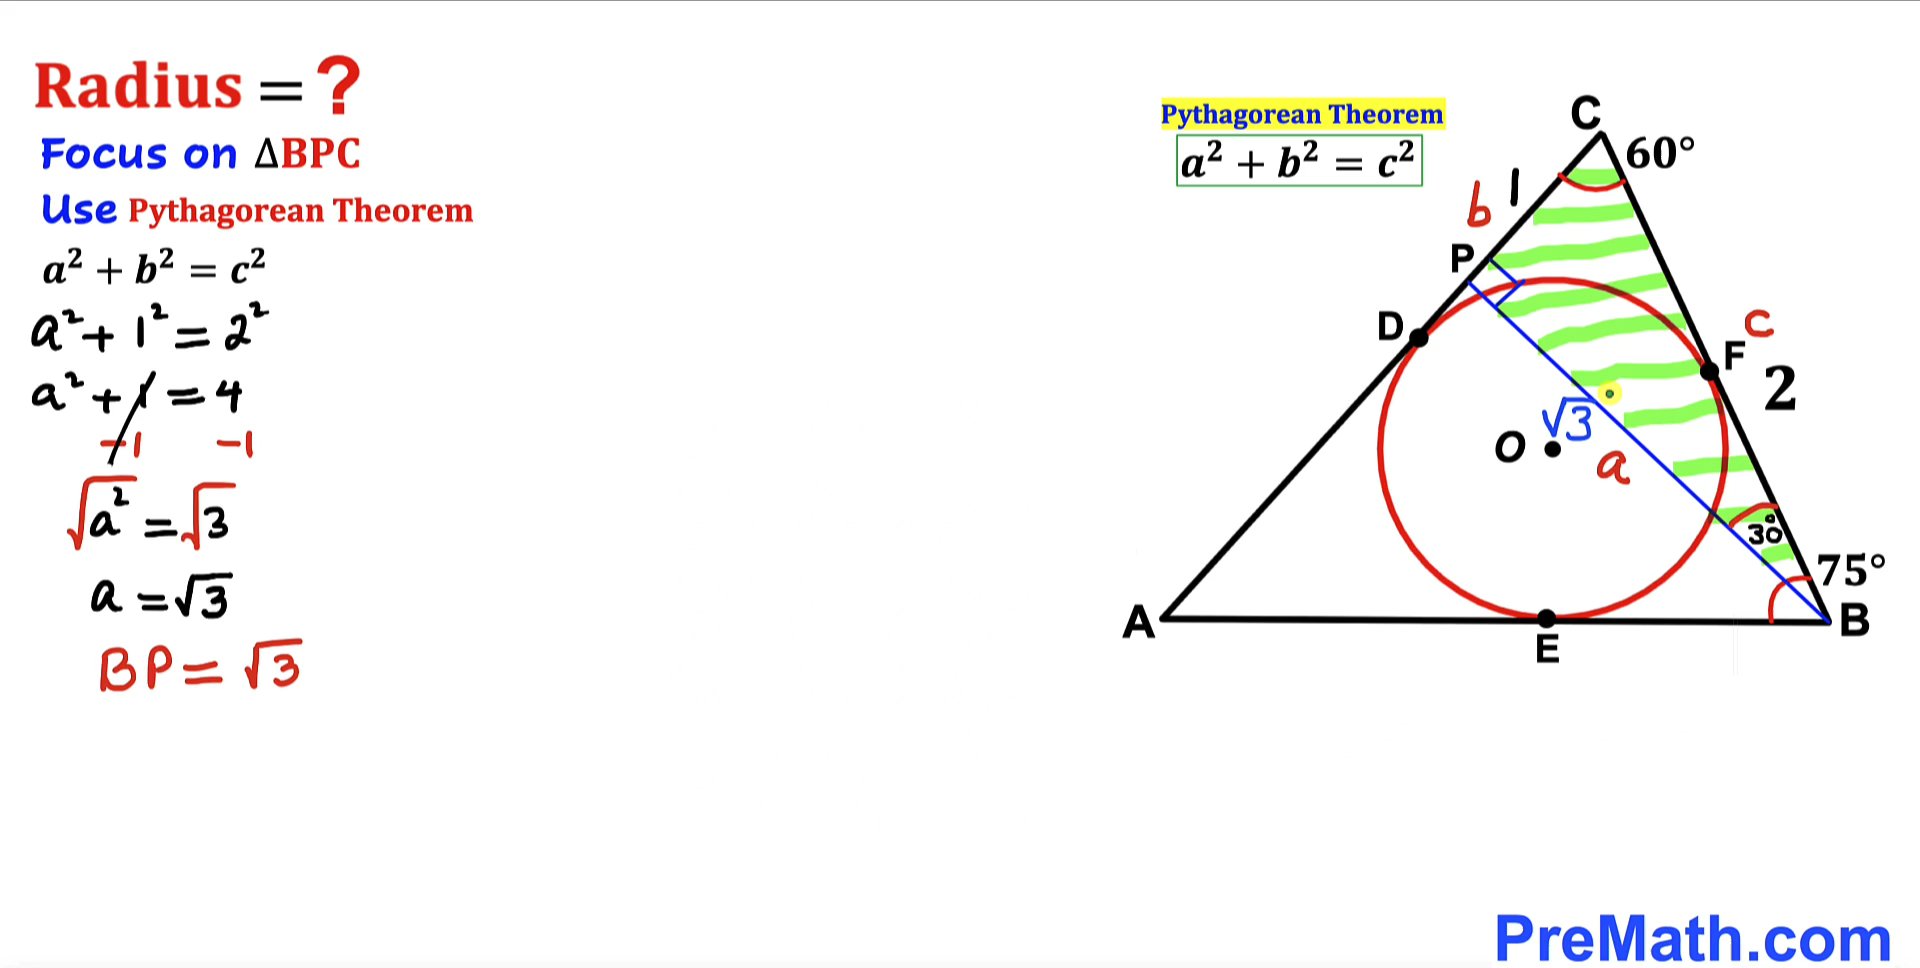 Radius = ?
Focus on ΔBPC
Use Pythagorean Theorem
a² + b² = c²
a² + 1² = 2²
a² + 1 = 4
-1 -1
√a² = √3
a = √3
BP = √3
Pythagorean Theorem
a² + b² = c²
C
60°
b 1
P
D
c
F
2
√3
O
a
30°
75°
A
B
E
PreMath.com